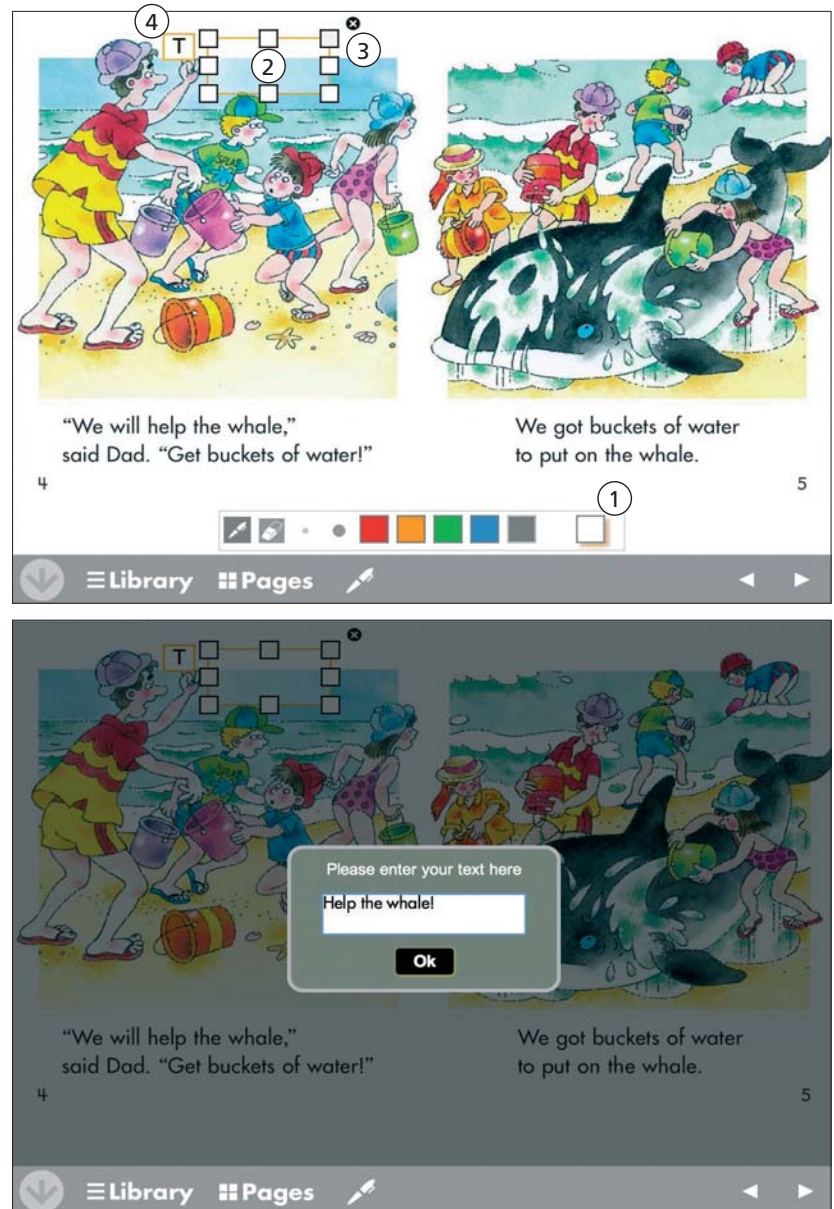 4
T
3
2
SPLASH
"We will help the whale,"
said Dad. "Get buckets of water!"
4
We got buckets of water
to put on the whale.
5
1
Library Pages
T
Please enter your text here
Help the whale!
Ok
"We will help the whale,"
said Dad. "Get buckets of water!"
4
We got buckets of water
to put on the whale.
5
Library Pages